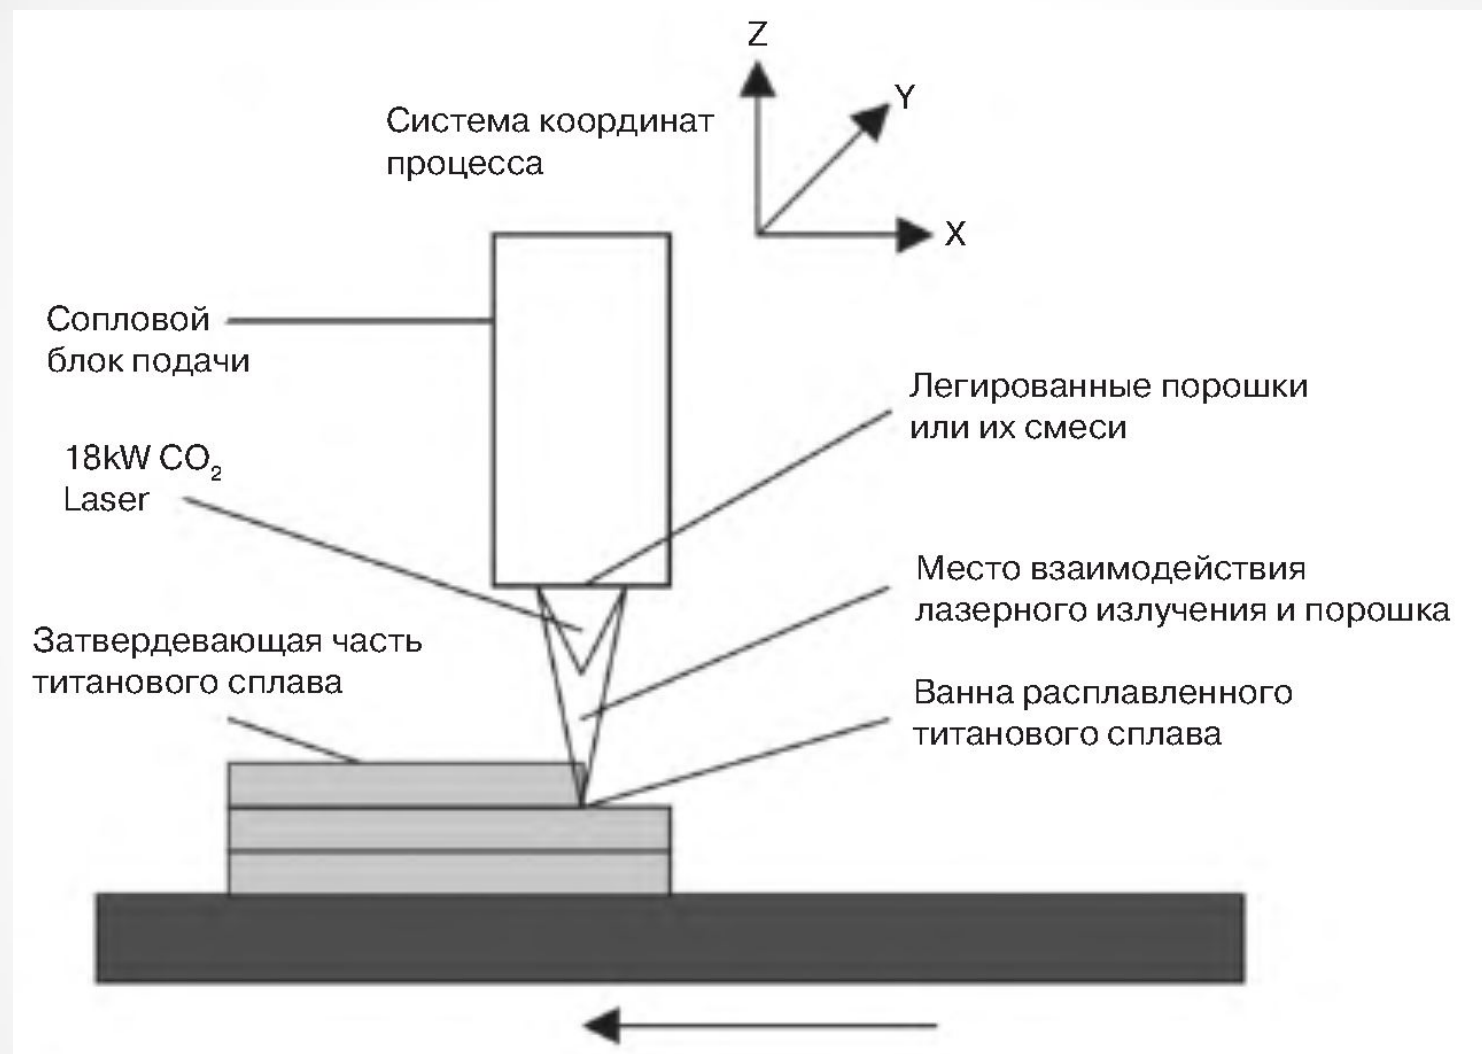 Z
Y
Система координат
процесса
X
Сопловой
блок подачи
Легированные порошки
или их смеси
18kW CO₂
Laser
Место взаимодействия
лазерного излучения и порошка
Затвердевающая часть
титанового сплава
Ванна расплавленного
титанового сплава